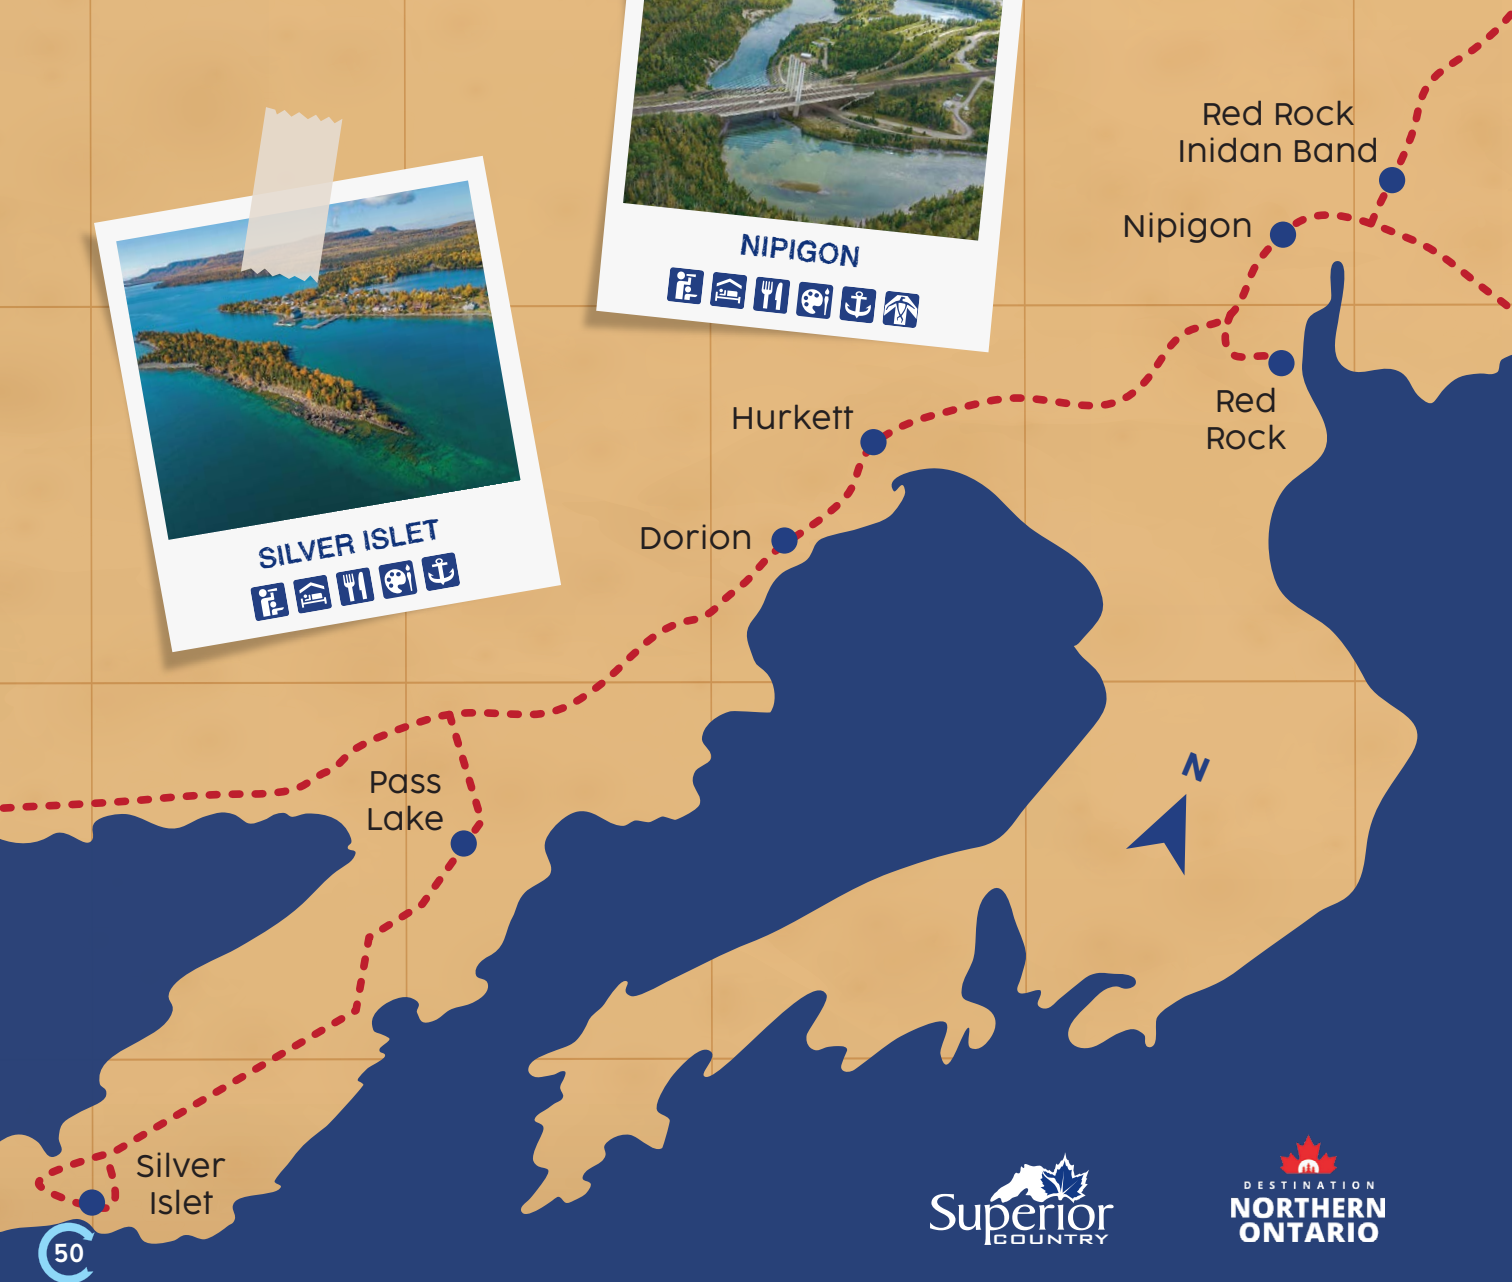 Red Rock
Inidan Band
Nipigon
NIPIGON
Red
Rock
Hurkett
Dorion
SILVER ISLET
Pass
Lake
N
Silver
Islet
50
Superior
COUNTRY
DESTINATION
NORTHERN
ONTARIO